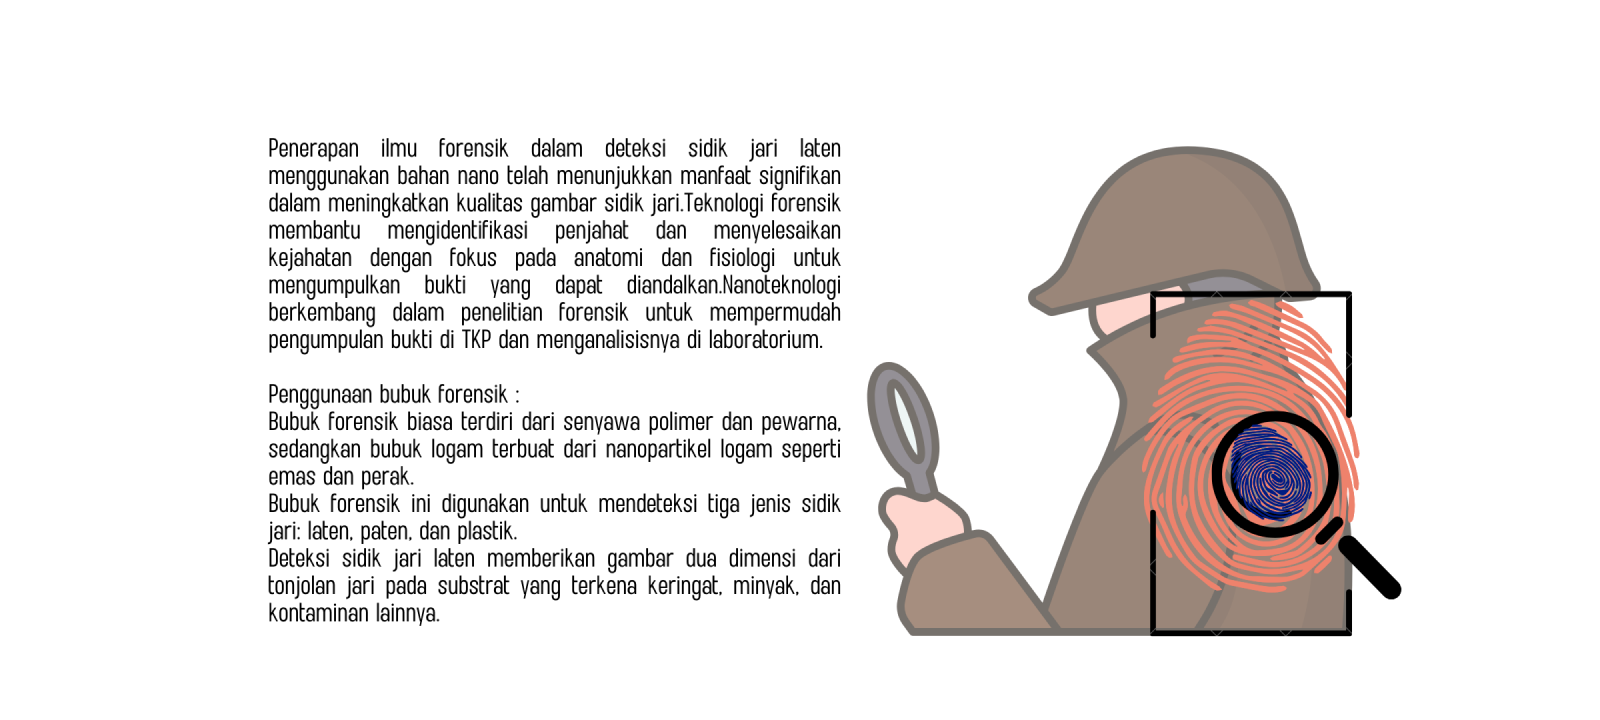 Penerapan ilmu forensik dalam deteksi sidik jari laten
menggunakan bahan nano telah menunjukkan manfaat signifikan
dalam meningkatkan kualitas gambar sidik jari.Teknologi forensik
membantu mengidentifikasi penjahat dan menyelesaikan
kejahatan dengan fokus pada anatomi dan fisiologi untuk
mengumpulkan bukti yang dapat diandalkan.Nanoteknologi
berkembang dalam penelitian forensik untuk mempermudah
pengumpulan bukti di TKP dan menganalisisnya di laboratorium.
Penggunaan bubuk forensik :
Bubuk forensik biasa terdiri dari senyawa polimer dan pewarna,
sedangkan bubuk logam terbuat dari nanopartikel logam seperti
emas dan perak.
Bubuk forensik ini digunakan untuk mendeteksi tiga jenis sidik
jari: laten, paten, dan plastik.
Deteksi sidik jari laten memberikan gambar dua dimensi dari
tonjolan jari pada substrat yang terkena keringat, minyak, dan
kontaminan lainnya.